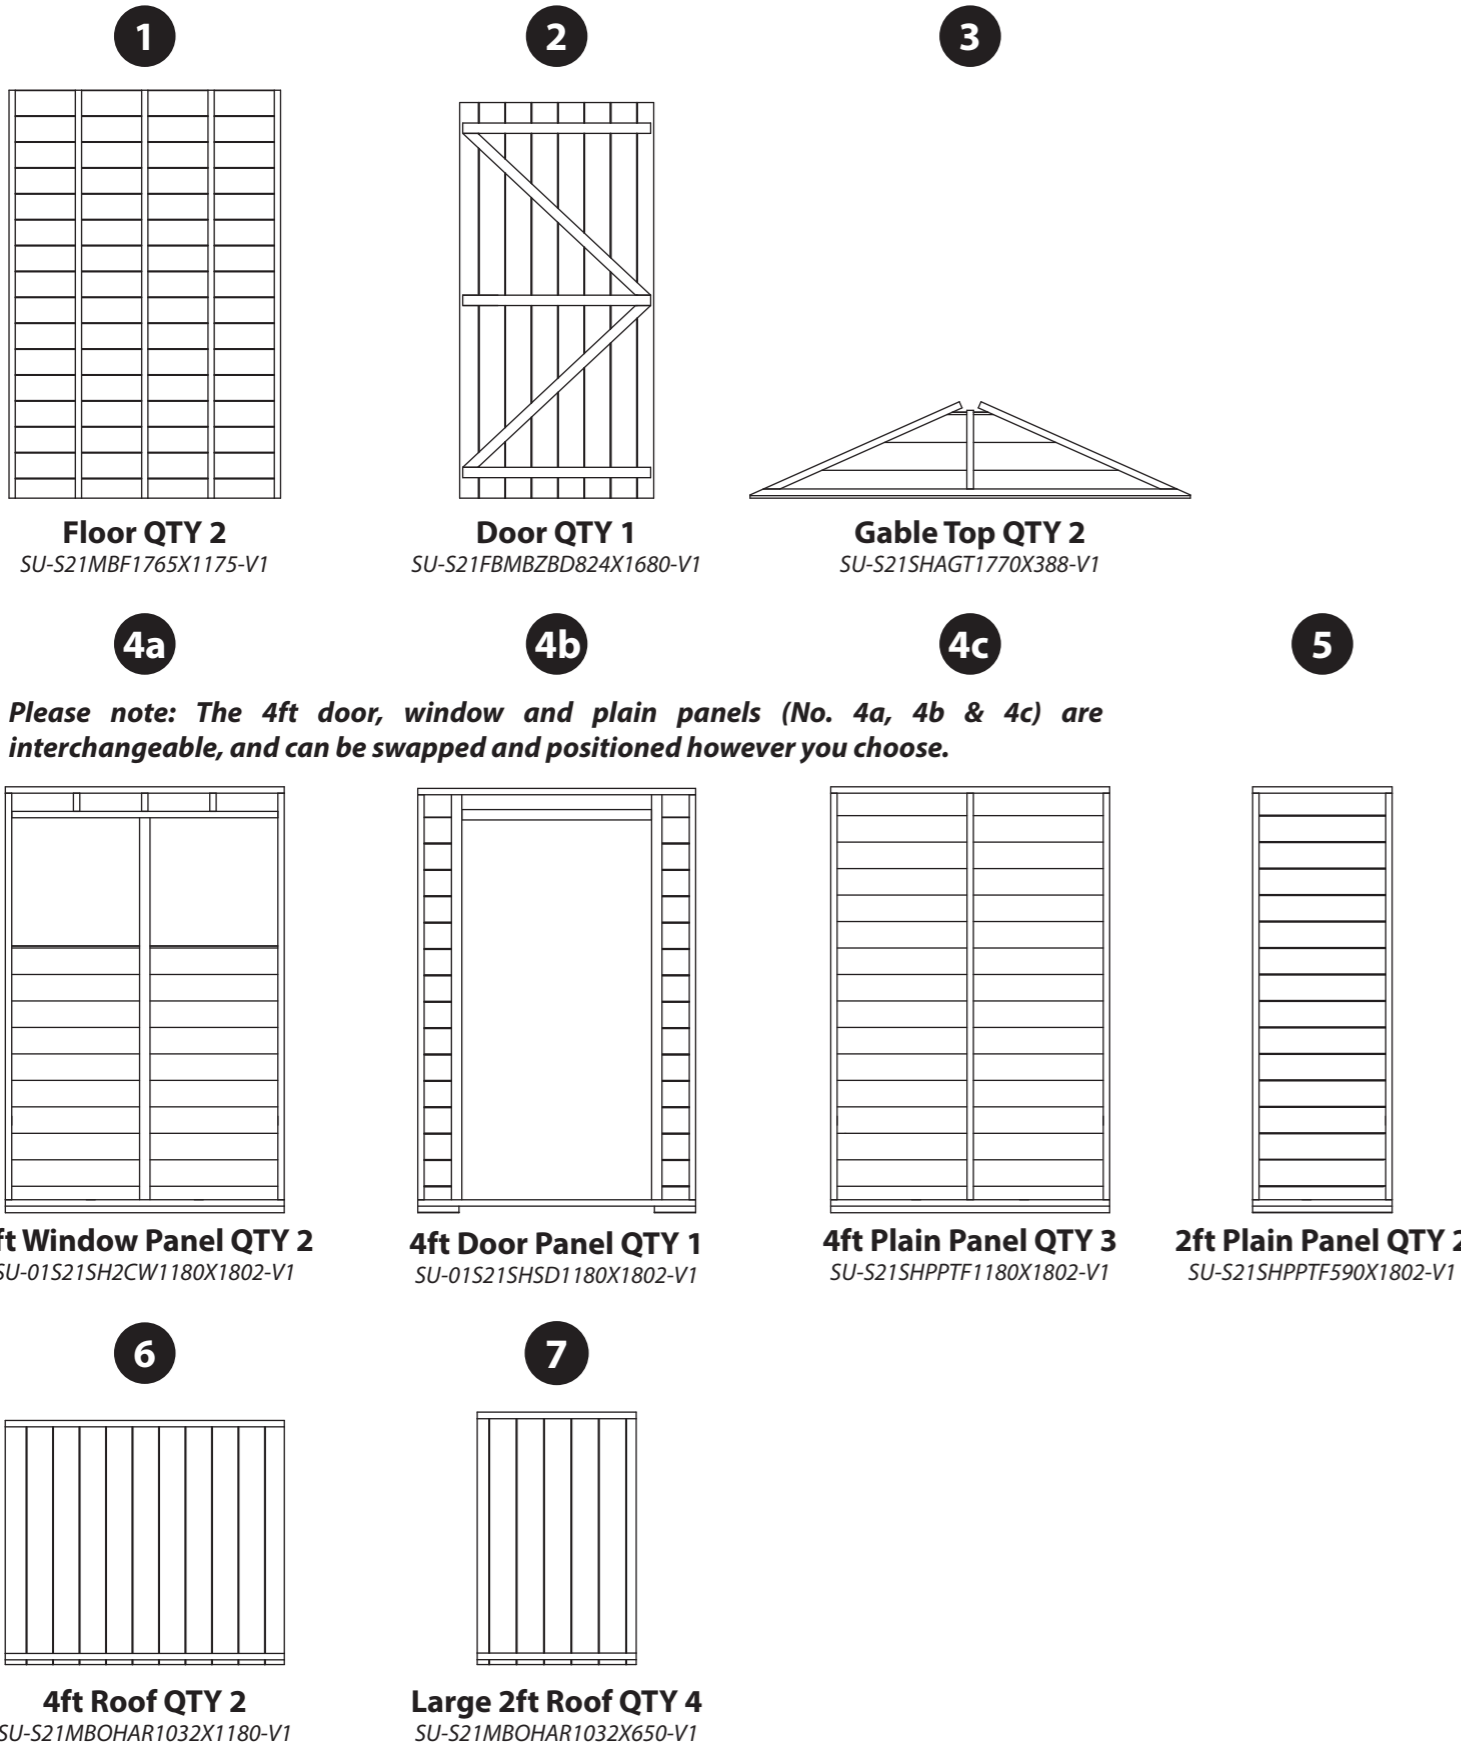 1
2
3
Floor QTY 2
SU-S21MBF1765X1175-V1
Door QTY 1
SU-S21FBMBZBD824X1680-V1
Gable Top QTY 2
SU-S21SHAGT1770X388-V1
4a
4b
4c
5
Please note: The 4ft door, window and plain panels (No. 4a, 4b & 4c) are
interchangeable, and can be swapped and positioned however you choose.
ft Window Panel QTY 2
SU-01S21SH2CW1180X1802-V1
4ft Door Panel QTY 1
SU-01S21SHSD1180X1802-V1
4ft Plain Panel QTY 3
SU-S21SHPPTF1180X1802-V1
2ft Plain Panel QTY 2
SU-S21SHPPTF590X1802-V1
6
7
4ft Roof QTY 2
SU-S21MBOHAR1032X1180-V1
Large 2ft Roof QTY 4
SU-S21MBOHAR1032X650-V1